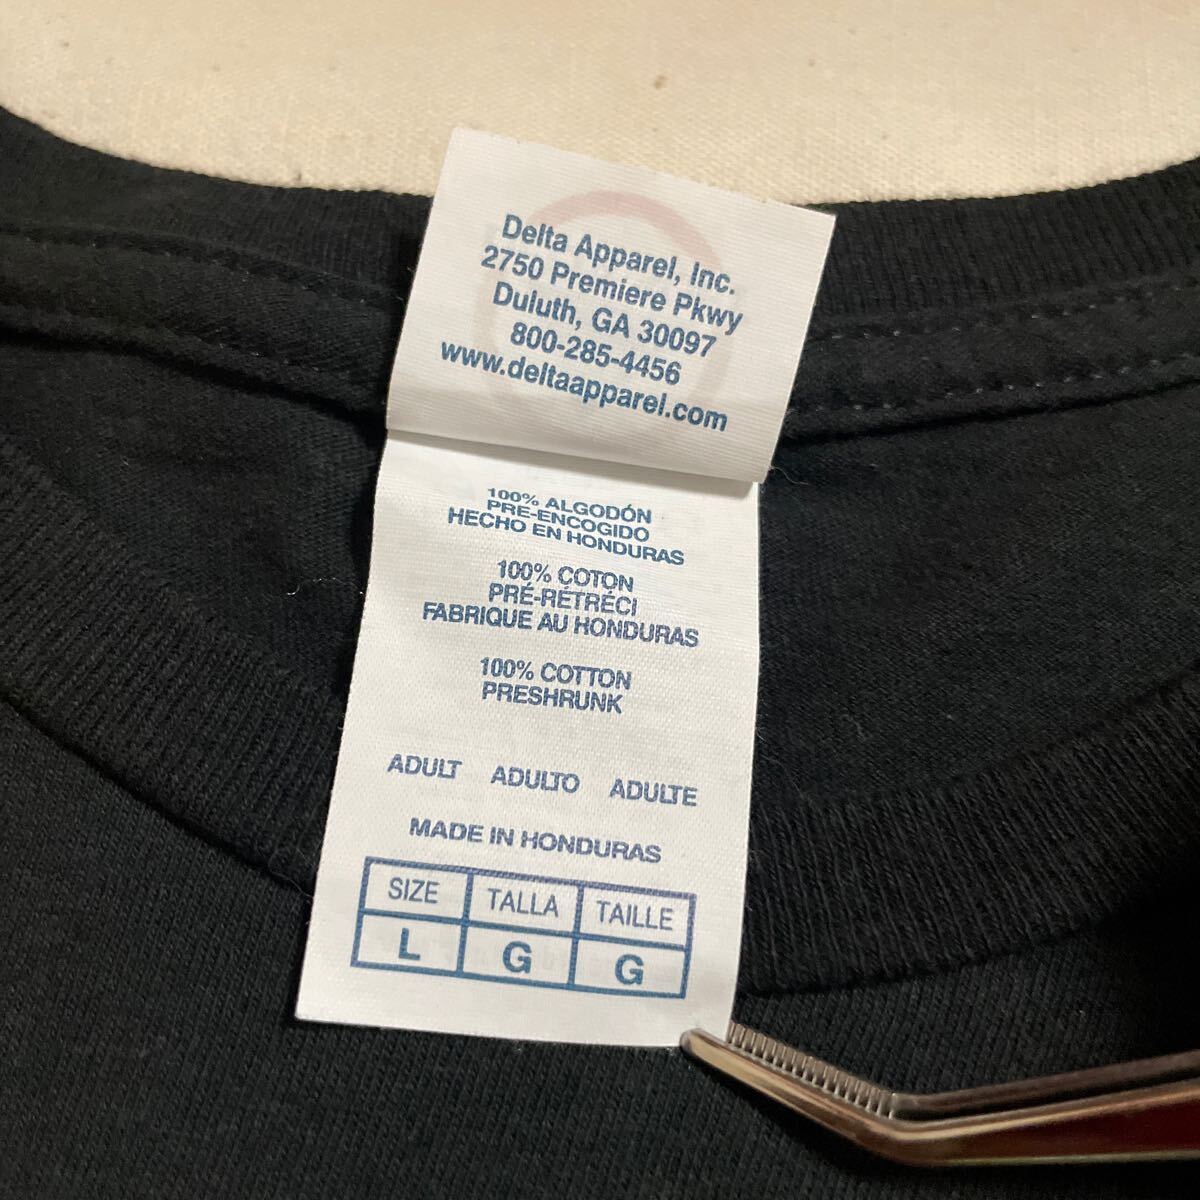 Delta Apparel, Inc.
2750 Premiere Pkwy
Duluth, GA 30097
800-285-4456
www.deltaapparel.com
100% ALGODÓN
PRE-ENCOGIDO
HECHO EN HONDURAS
100% COTON
PRÉ-RÉTRÉCI
FABRIQUE AU HONDURAS
100% COTTON
PRESHRUNK
ADULT ADULTO ADULTE
MADE IN HONDURAS
SIZE TALLA TAILLE
L G G